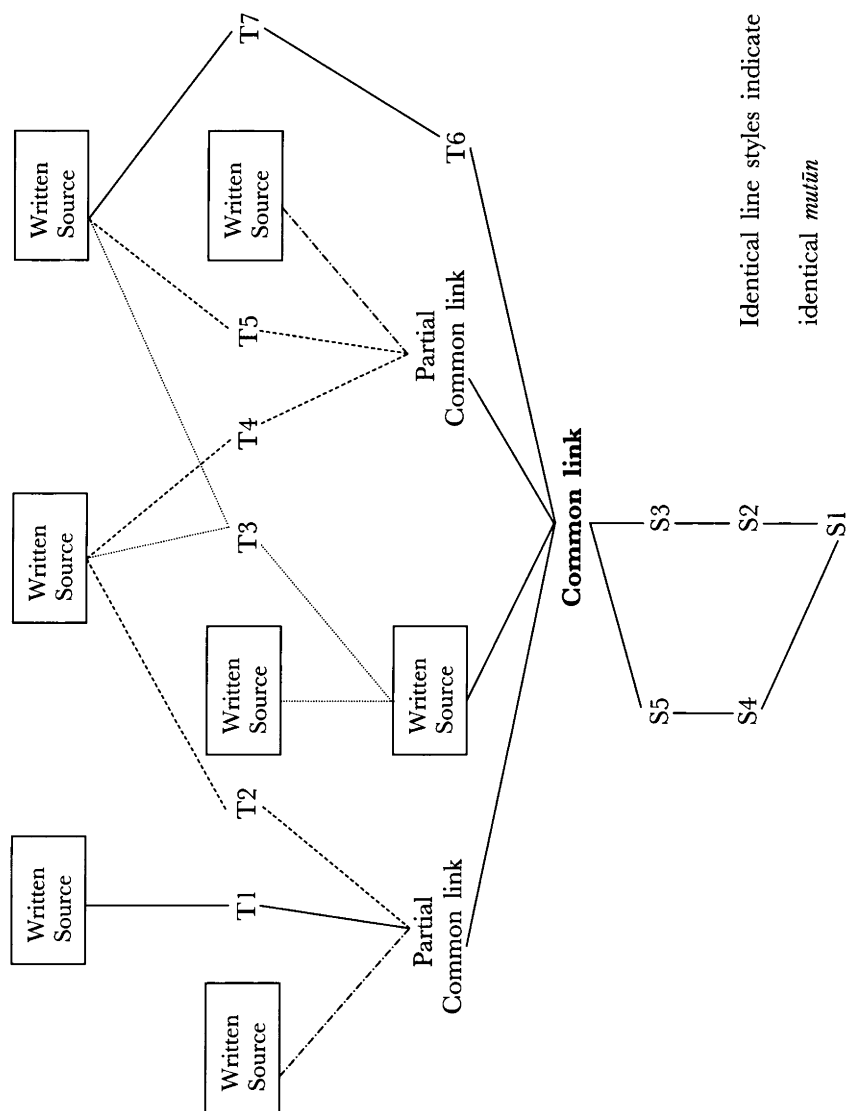 Written
Source
Written
Source
Written
Source
Written
Source
T1
T2
Written
Source
T3
T4
T5
Written
Source
T7
Partial
Common link
Written
Source
Partial
Common link
T6
Common link
S5
S3
S4
S2
S1
Identical line styles indicate
identical mutūn